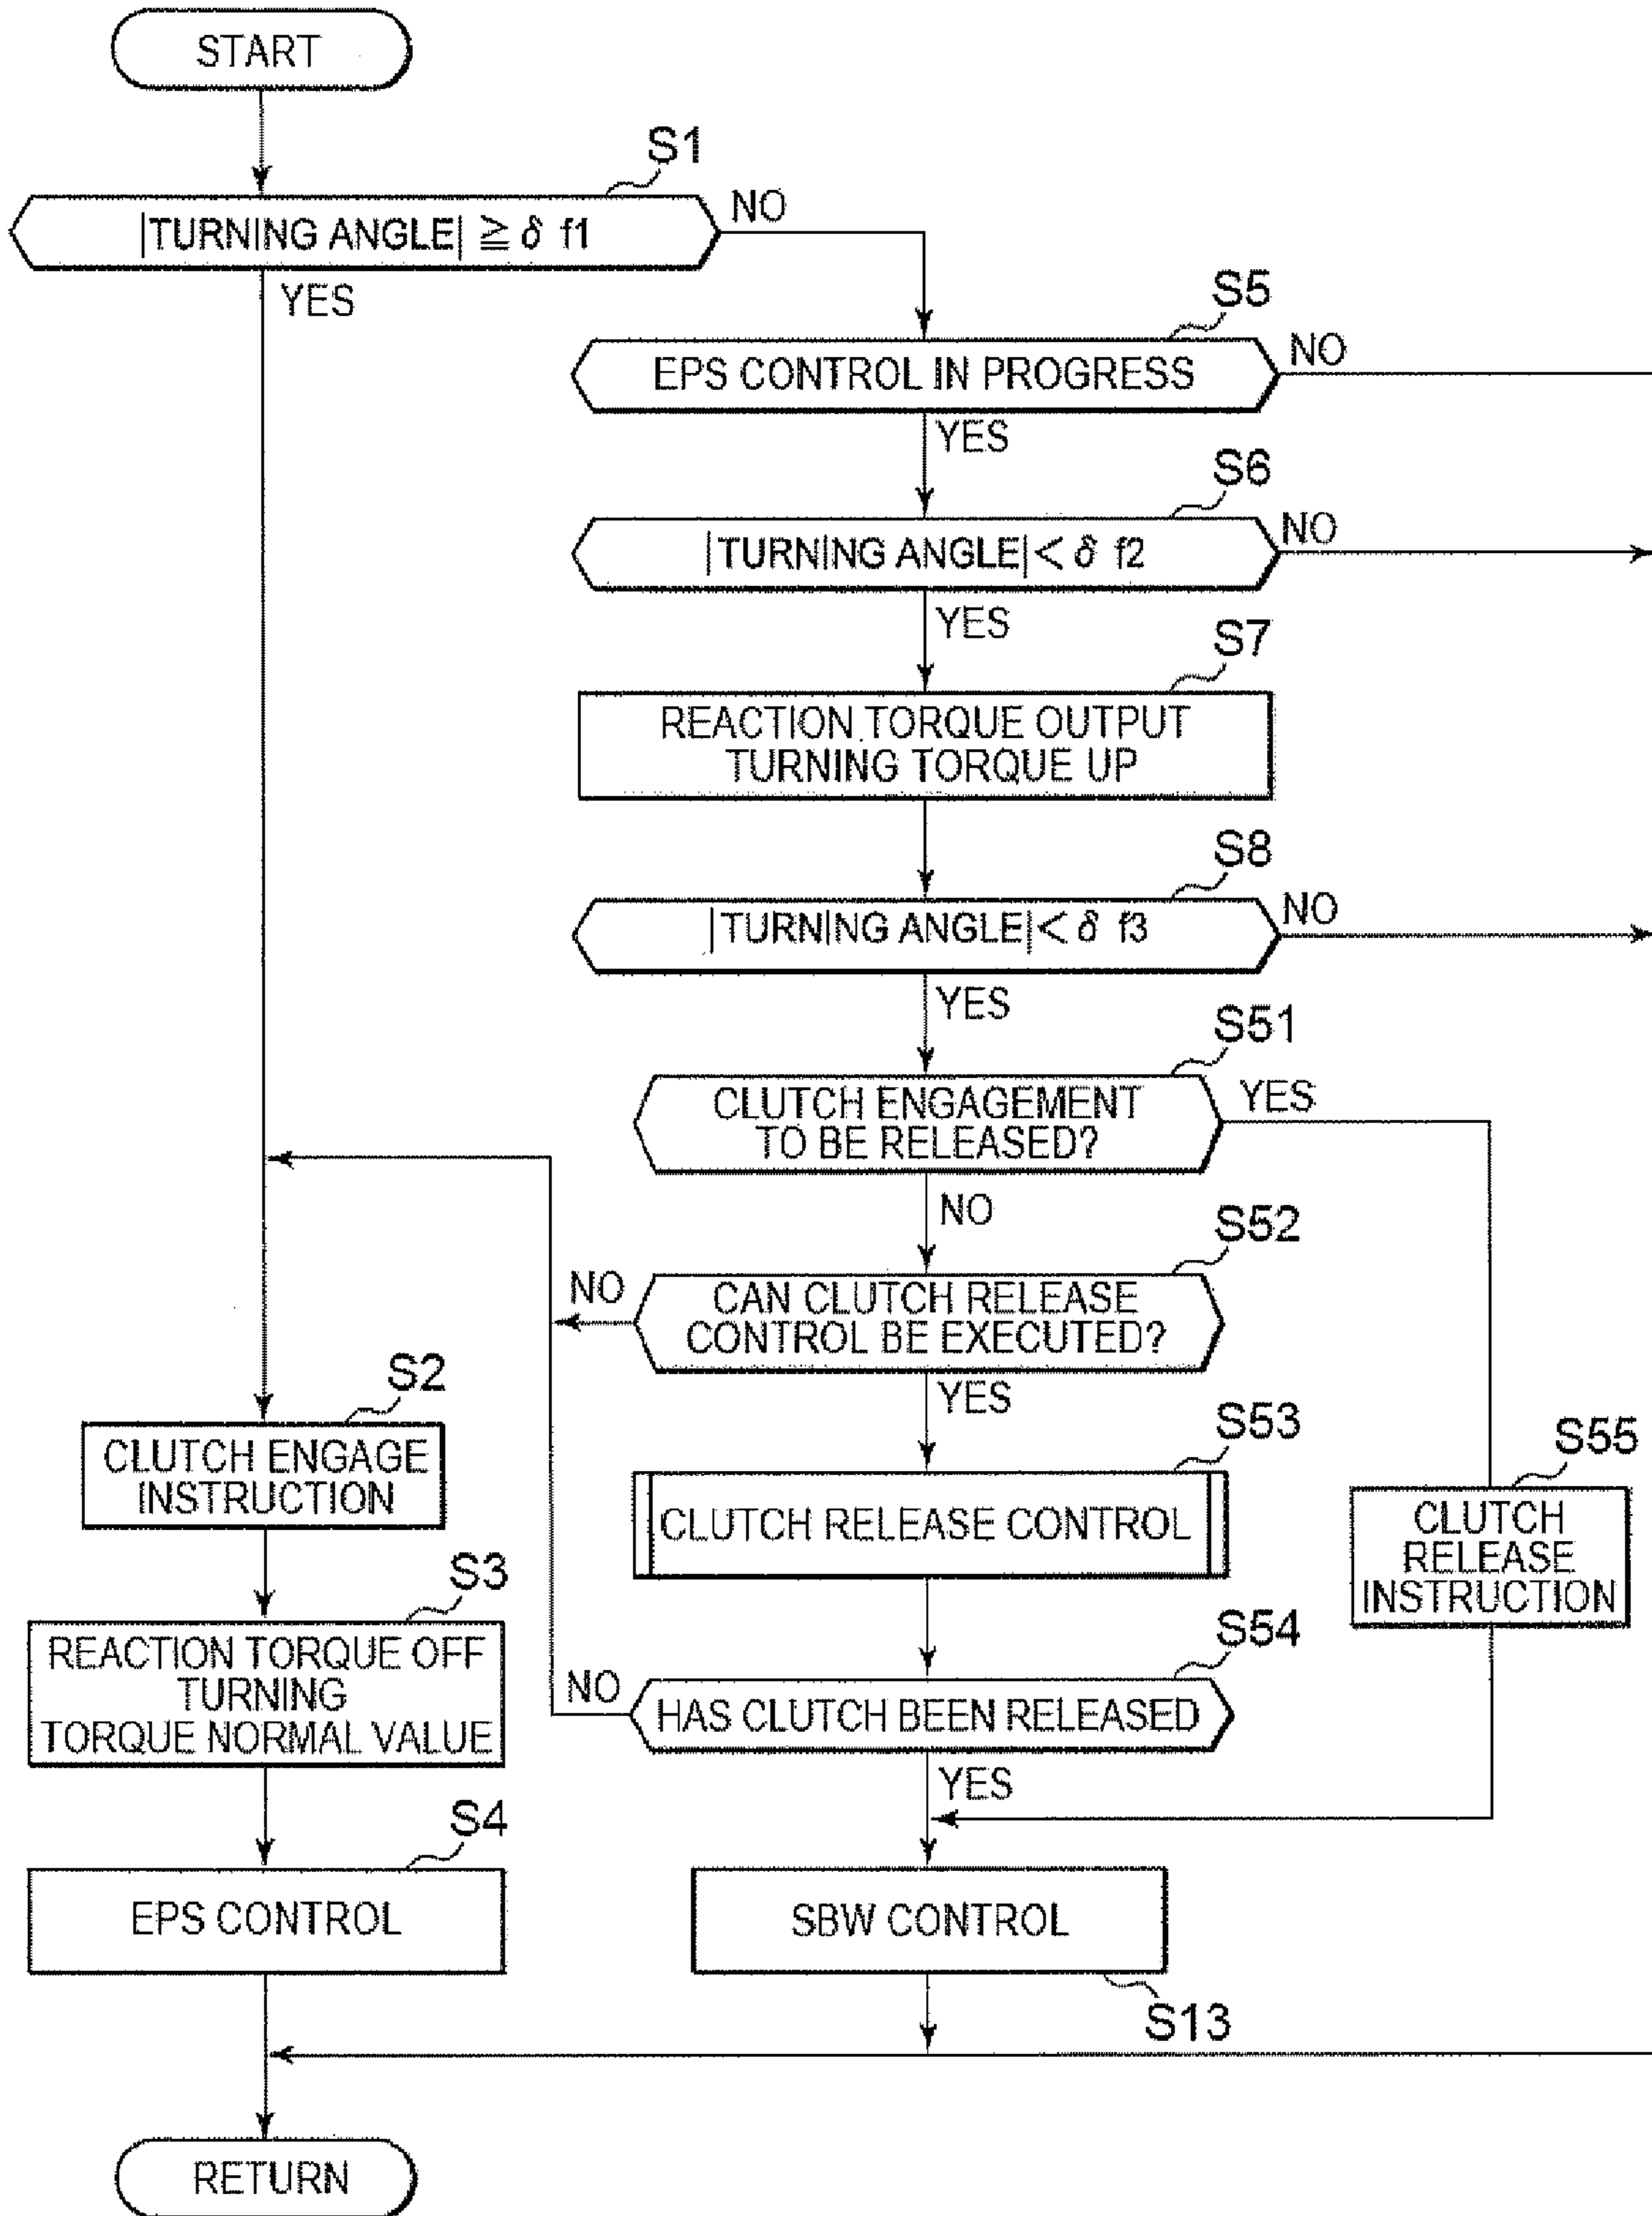 START
S1
|TURNING ANGLE| ≧ δ f1
NO
YES
S5
EPS CONTROL IN PROGRESS
NO
YES
S6
|TURNING ANGLE| < δ f2
NO
YES
S7
REACTION TORQUE OUTPUT
TURNING TORQUE UP
S8
|TURNING ANGLE| < δ f3
NO
YES
S51
CLUTCH ENGAGEMENT
TO BE RELEASED?
YES
NO
S52
CAN CLUTCH RELEASE
CONTROL BE EXECUTED?
NO
YES
S2
CLUTCH ENGAGE
INSTRUCTION
S53
CLUTCH RELEASE CONTROL
S55
CLUTCH
RELEASE
INSTRUCTION
S3
REACTION TORQUE OFF
TURNING
TORQUE NORMAL VALUE
S54
HAS CLUTCH BEEN RELEASED
NO
YES
S4
EPS CONTROL
SBW CONTROL
S13
RETURN